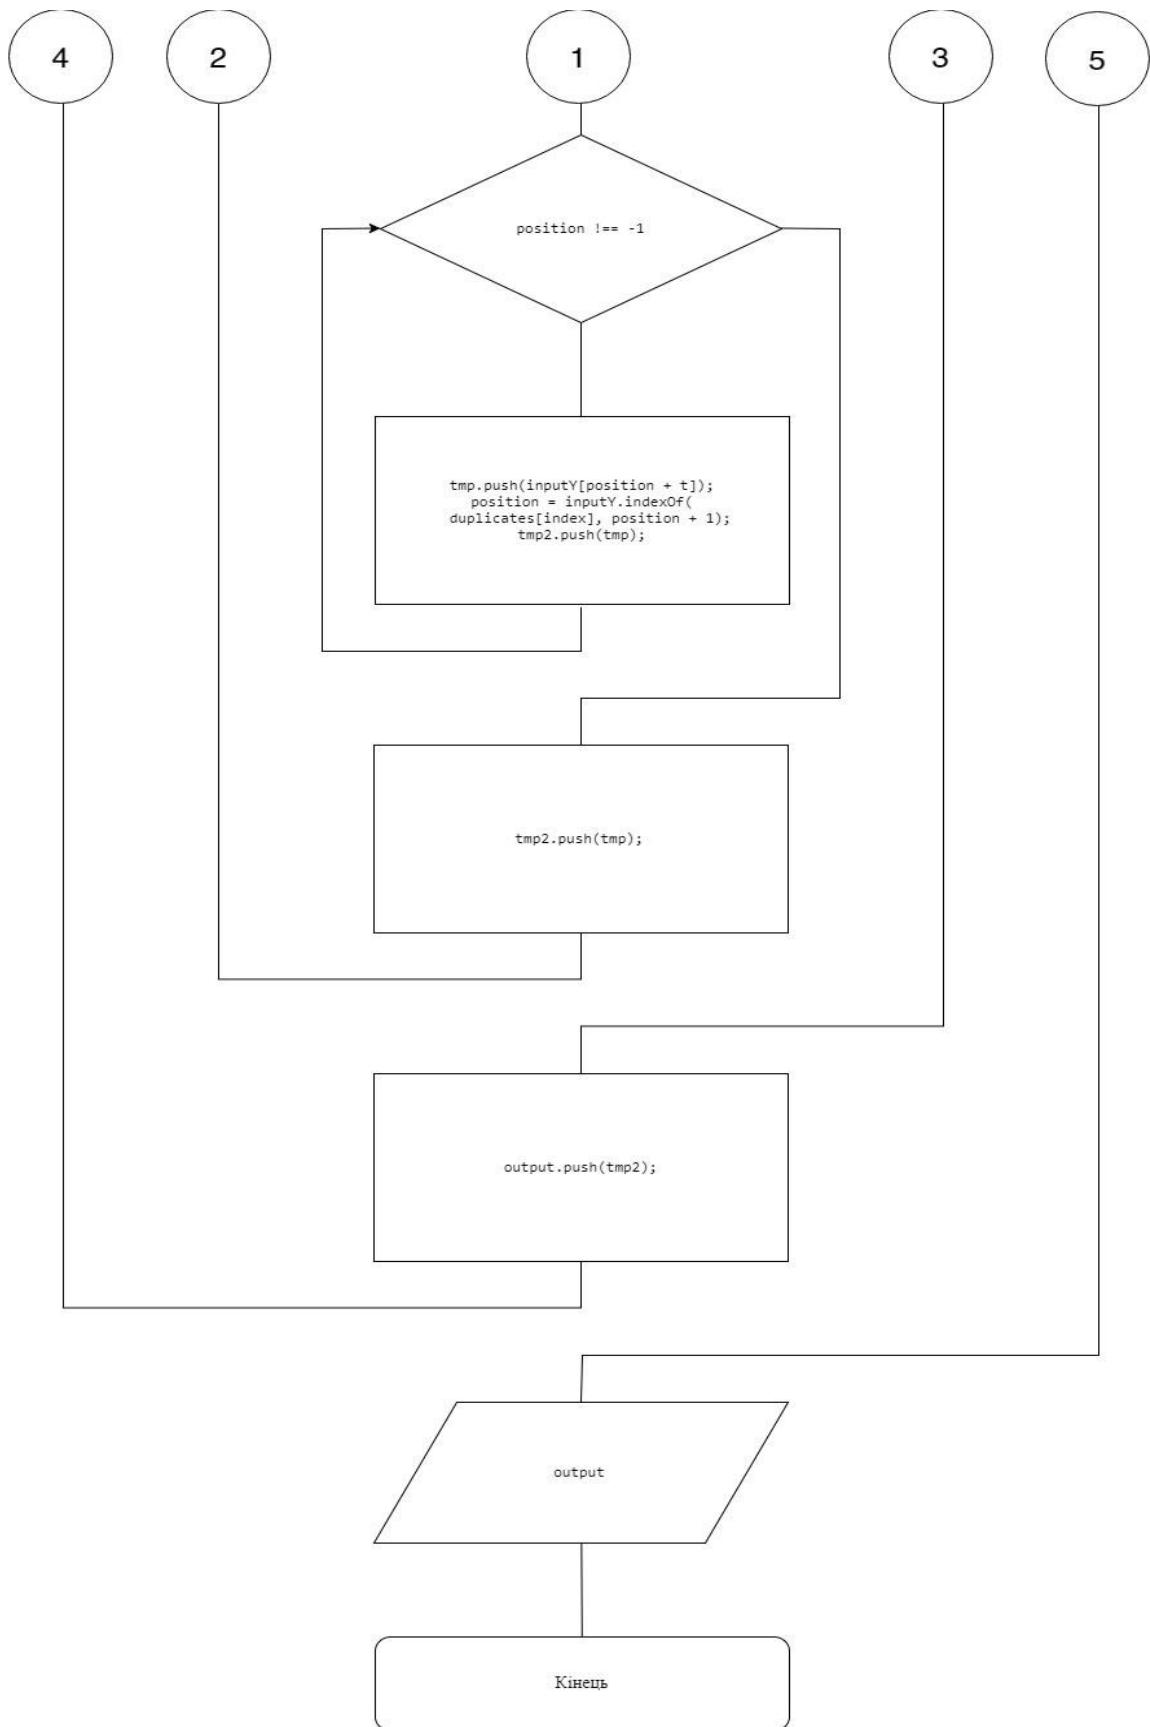 4
2
1
3
5
position !== -1
tmp.push(inputY[position + t]);
position = inputY.indexOf(
duplicates[index], position + 1);
tmp2.push(tmp);
tmp2.push(tmp);
output.push(tmp2);
output
Кінець